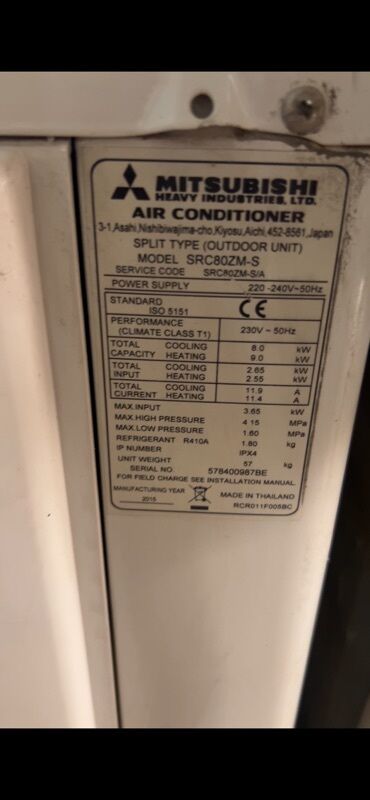 MITSUBISHI
HEAVY INDUSTRIES, LTD.
AIR CONDITIONER
3-1,Asahi,Nishibiwajima-cho,Kiyosu,Aichi,452-8561,Japan
SPLIT TYPE (OUTDOOR UNIT)
MODEL SRC80ZM-S
SERVICE CODE SRC80ZM-S/A
POWER SUPPLY 220 -240V~50Hz
STANDARD
ISO 5151 CE
PERFORMANCE
(CLIMATE CLASS T1) 230V ~ 50Hz
TOTAL COOLING 8.0 kW
CAPACITY HEATING 9.0 kW
TOTAL COOLING 2.65 kW
INPUT HEATING 2.55 kW
TOTAL COOLING 11.9 A
CURRENT HEATING 11.4 A
MAX.INPUT 3.65 kW
MAX.HIGH PRESSURE 4.15 MPa
MAX.LOW PRESSURE 1.60 MPa
REFRIGERANT R410A 1.80 kg
IP NUMBER IPX4
UNIT WEIGHT 57 kg
SERIAL NO. 578400987BE
FOR FIELD CHARGE SEE INSTALLATION MANUAL
MANUFACTURING YEAR
2015
MADE IN THAILAND
RCR011F005BC